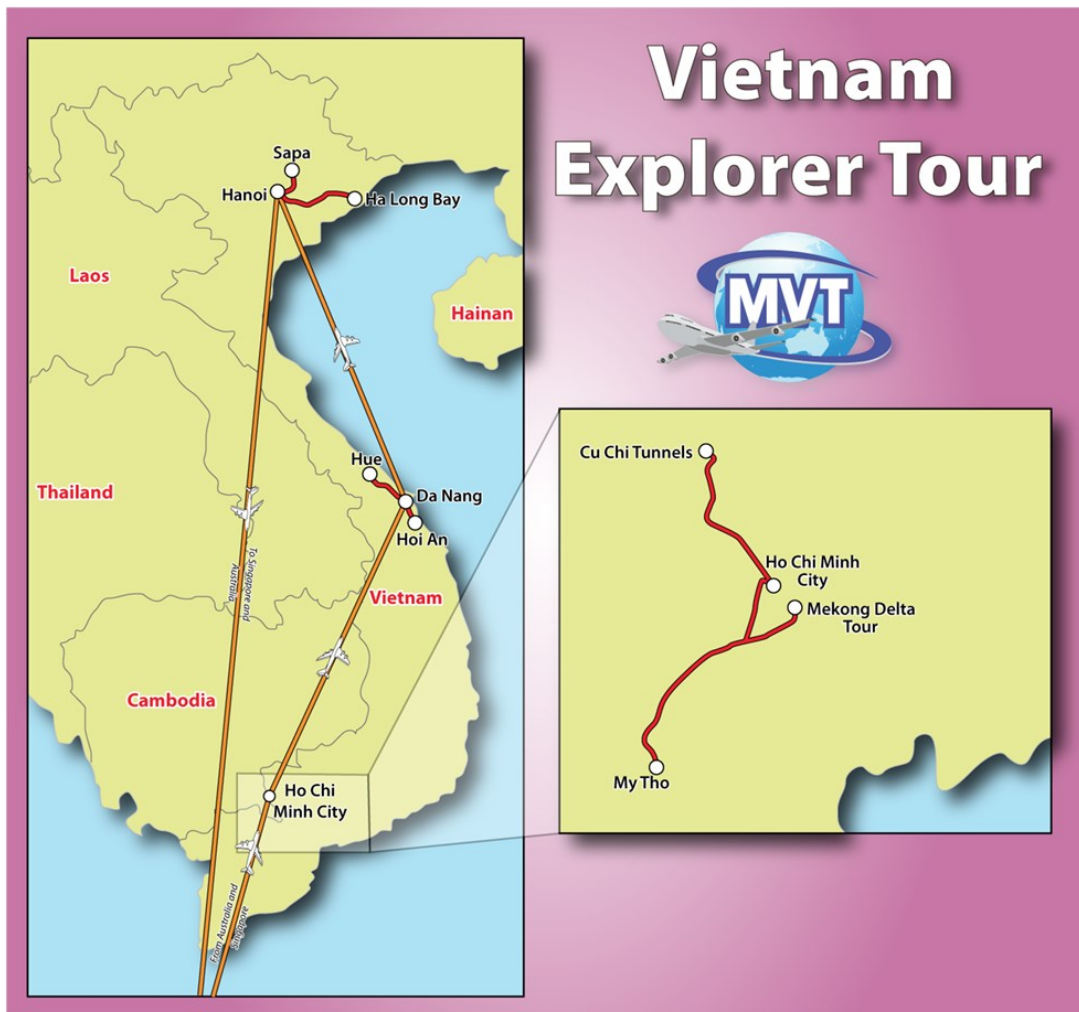 Vietnam
Explorer Tour
MVT
Sapa
Hanoi
Ha Long Bay
Laos
Hainan
Hue
Da Nang
Hoi An
Thailand
To Singapore and
Australia
Vietnam
Cambodia
Ho Chi
Minh City
From Australia and
Singapore
Cu Chi Tunnels
Ho Chi Minh
City
Mekong Delta
Tour
My Tho